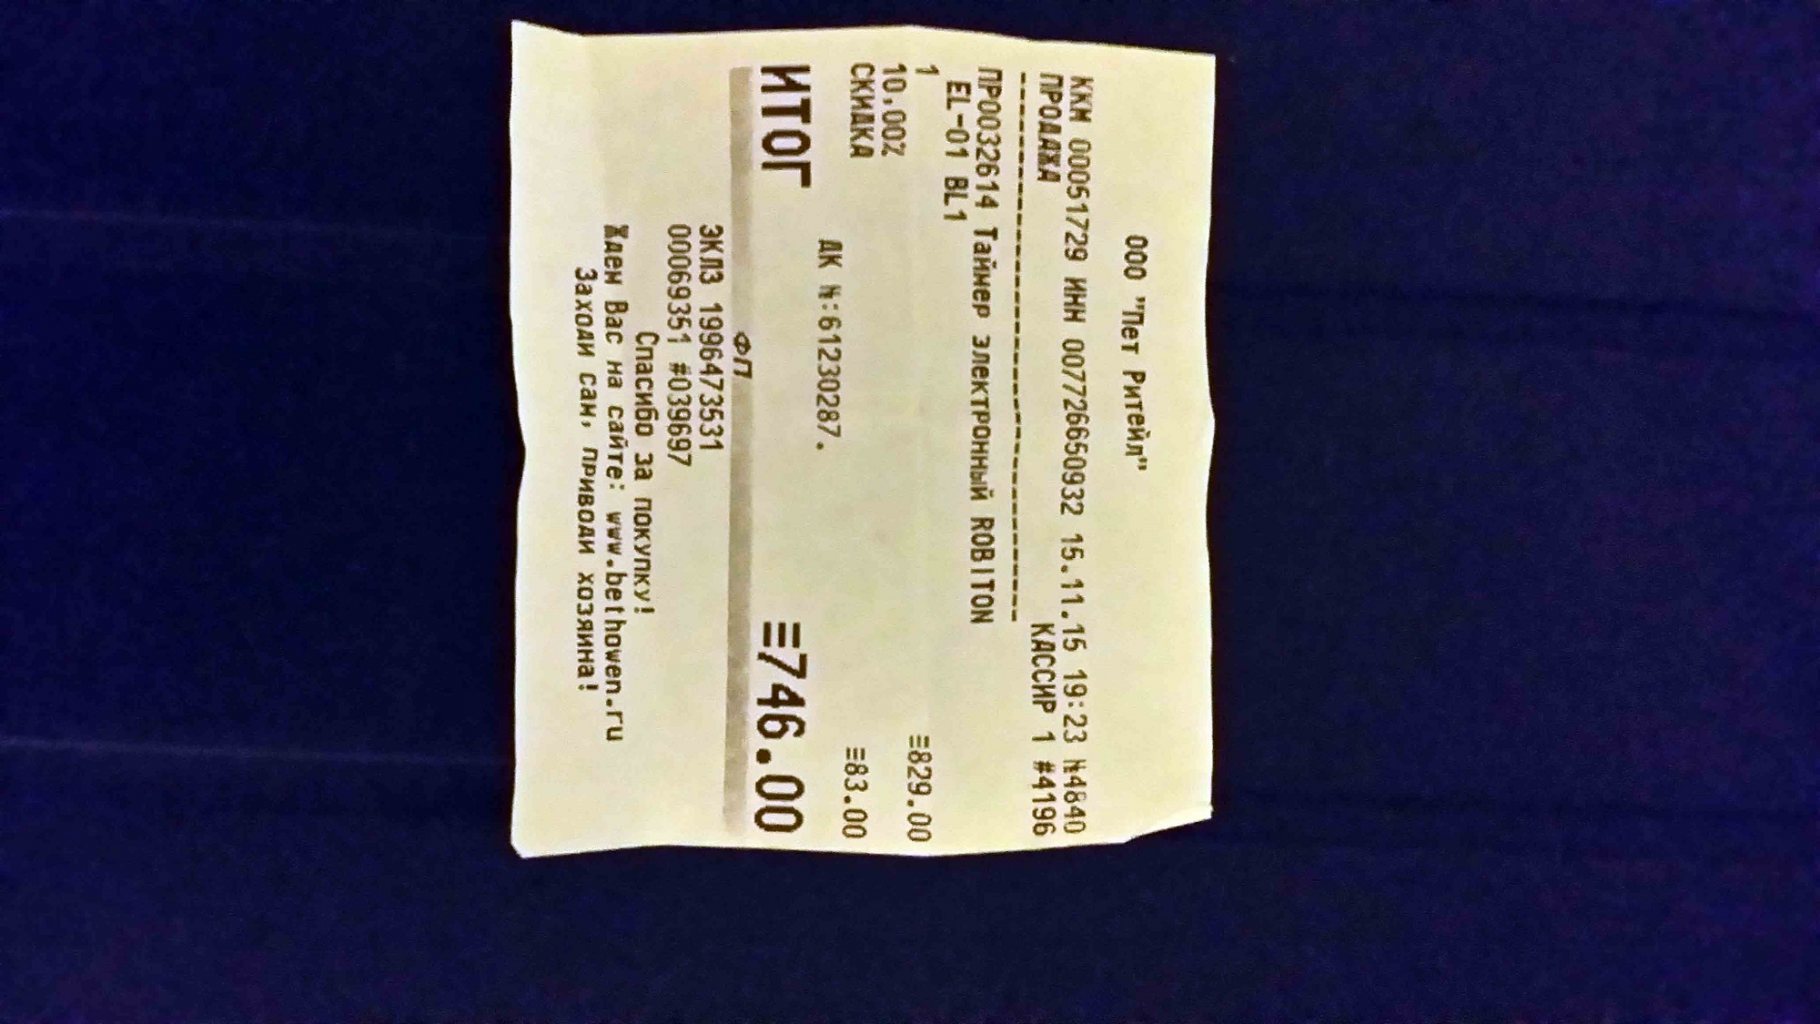 ООО "Пет Ритейл"
ККМ 00051729 ИНН 007726650932 15.11.15 19:23 №4840
ПРОДАЖА КАССИР 1 #4196
ПР0032614 Таймер электронный ROBITON
EL-01 BL1
1 ≡829.00
10.00%
СКИДКА ≡83.00
ДК №:61230287.
ИТОГ ≡746.00
ФП
ЭКЛЗ 1996473531
00069351 #039697
Спасибо за покупку!
Ждем Вас на сайте: www.bethowen.ru
Заходи сам, приводи хозяина!